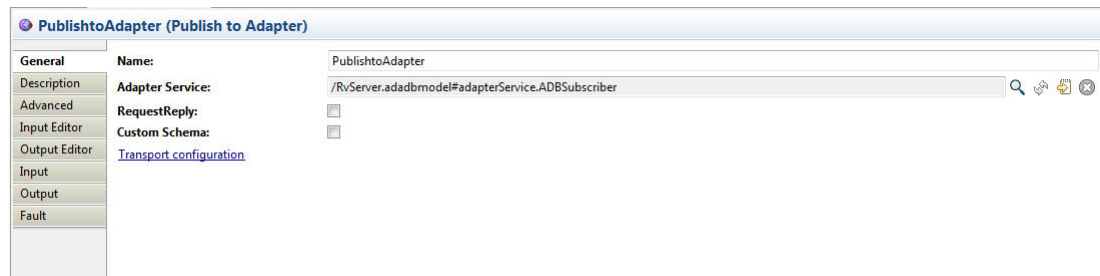 PublishtoAdapter (Publish to Adapter)
General
Description
Advanced
Input Editor
Output Editor
Input
Output
Fault
Name: PublishtoAdapter
Adapter Service: /RvServer.adadbmodel#adapterService.ADBSubscriber
RequestReply:
Custom Schema:
Transport configuration